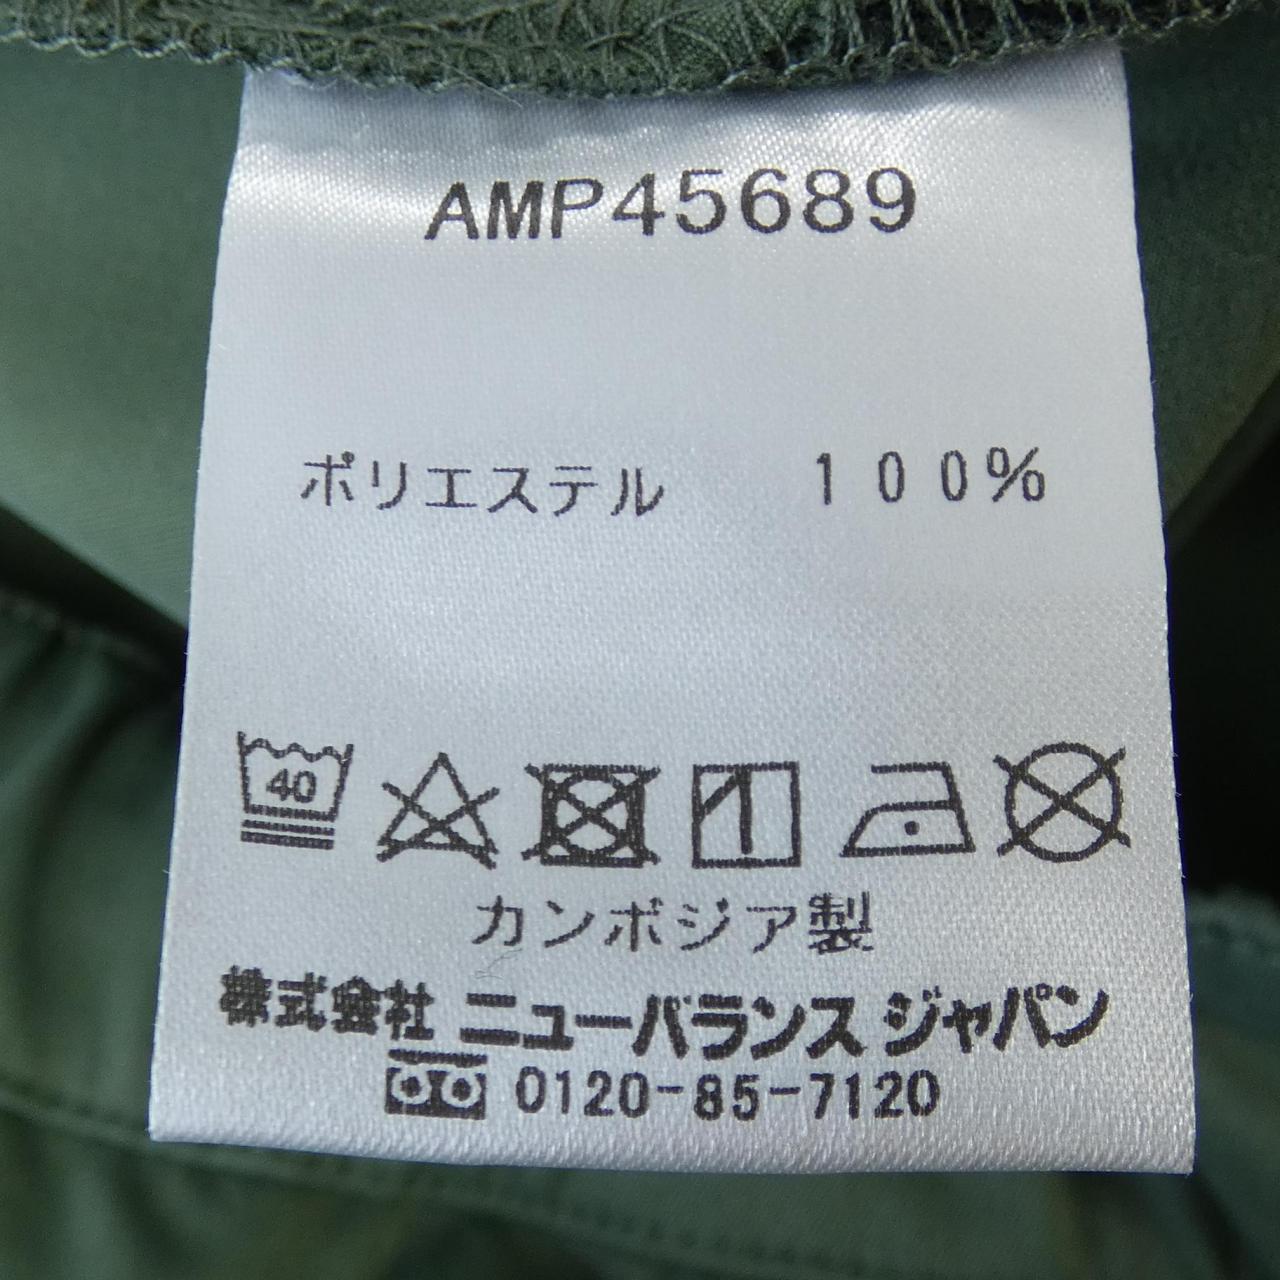 AMP45689
ポリエステル 100%
40
カンボジア製
株式会社 ニューバランス ジャパン
0120-85-7120